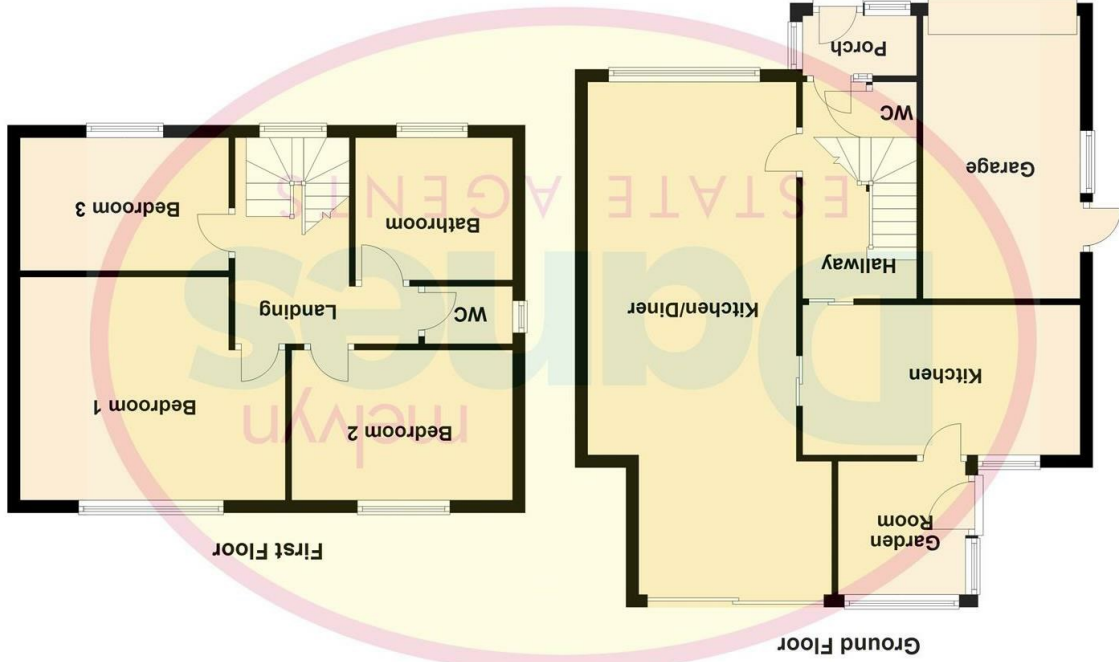 Ground Floor
Garden
Room
Kitchen
Kitchen/Diner
Hallway
Garage
WC
Porch
First Floor
Bedroom 2
Bedroom 1
WC
Landing
Bathroom
Bedroom 3
melvyn
Danes
ESTATE AGENTS